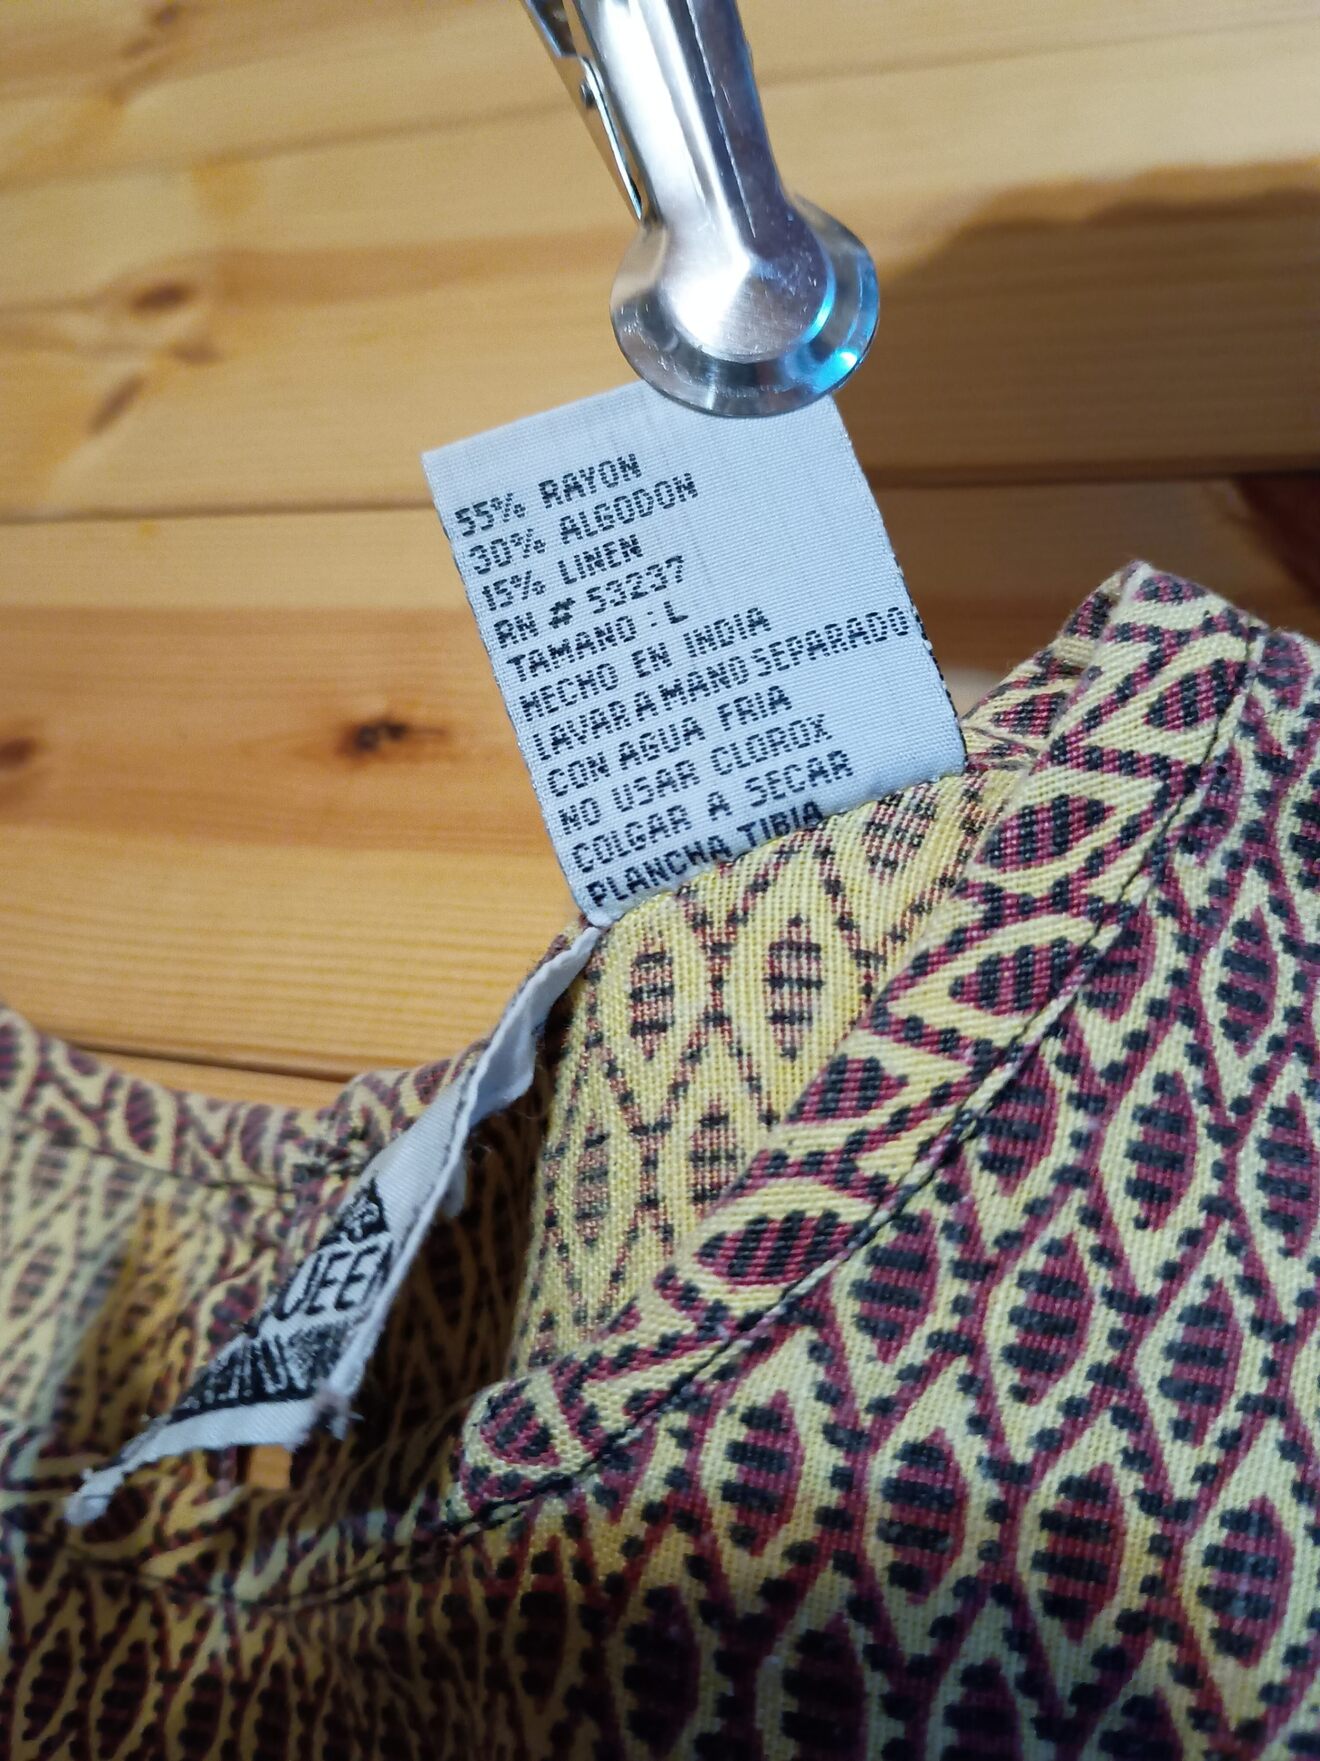 55% RAYON
30% ALGODON
15% LINEN
RN # 53237
TAMANO : L
HECHO EN INDIA
LAVAR A MANO SEPARADO
CON AGUA FRIA
NO USAR CLOROX
COLGAR A SECAR
PLANCHA TIBIA
UEEN